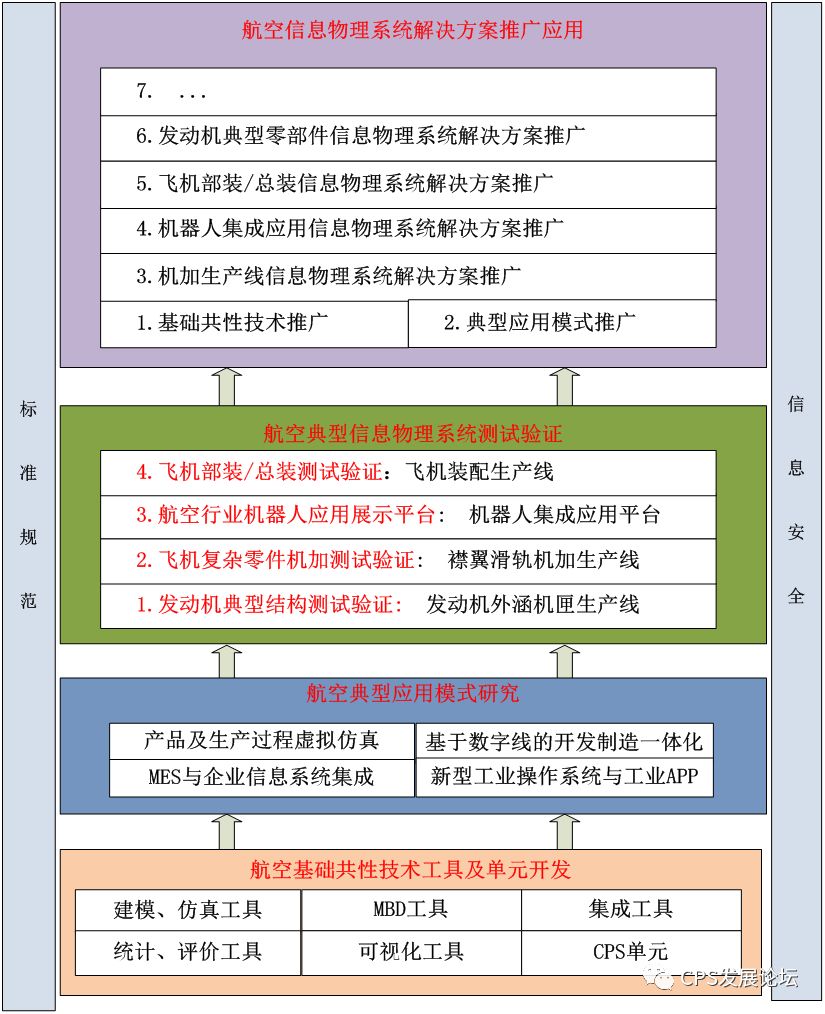 航空信息物理系统解决方案推广应用
7. ...
6.发动机典型零部件信息物理系统解决方案推广
5.飞机部装/总装信息物理系统解决方案推广
4.机器人集成应用信息物理系统解决方案推广
3.机加生产线信息物理系统解决方案推广
1.基础共性技术推广
2.典型应用模式推广
标准规范
信息安全
航空典型信息物理系统测试验证
4.飞机部装/总装测试验证：飞机装配生产线
3.航空行业机器人应用展示平台： 机器人集成应用平台
2.飞机复杂零件机加测试验证： 襟翼滑轨机加生产线
1.发动机典型结构测试验证： 发动机外涵机匣生产线
航空典型应用模式研究
产品及生产过程虚拟仿真
基于数字线的开发制造一体化
MES与企业信息系统集成
新型工业操作系统与工业APP
航空基础共性技术工具及单元开发
建模、仿真工具
MBD工具
集成工具
统计、评价工具
可视化工具
CPS单元
CPS发展论坛